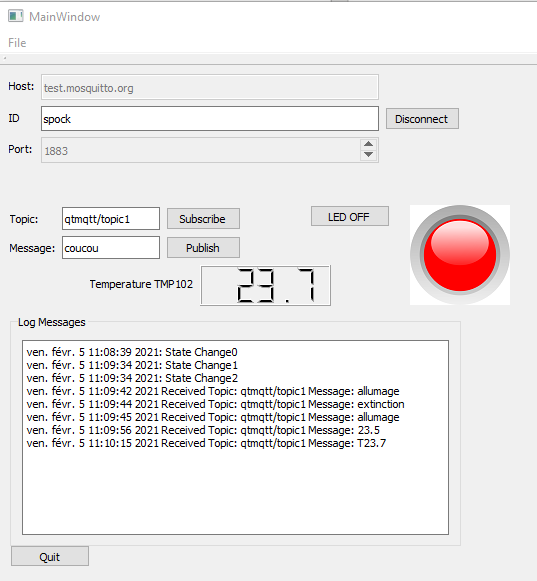 MainWindow
File
Host: test.mosquitto.org
ID spock Disconnect
Port: 1883
Topic: qtmqtt/topic1 Subscribe LED OFF
Message: coucou Publish
Temperature TMP102 23.7
Log Messages
ven. févr. 5 11:08:39 2021: State Change0
ven. févr. 5 11:09:34 2021: State Change1
ven. févr. 5 11:09:34 2021: State Change2
ven. févr. 5 11:09:42 2021 Received Topic: qtmqtt/topic1 Message: allumage
ven. févr. 5 11:09:44 2021 Received Topic: qtmqtt/topic1 Message: extinction
ven. févr. 5 11:09:45 2021 Received Topic: qtmqtt/topic1 Message: allumage
ven. févr. 5 11:09:56 2021 Received Topic: qtmqtt/topic1 Message: 23.5
ven. févr. 5 11:10:15 2021 Received Topic: qtmqtt/topic1 Message: T23.7
Quit